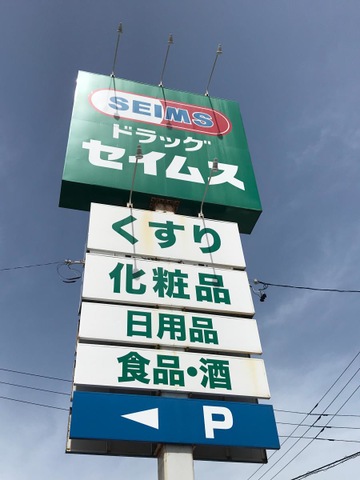 SEIMS
ドラッグ
セイムス
くすり
化粧品
日用品
食品・酒
◀ P